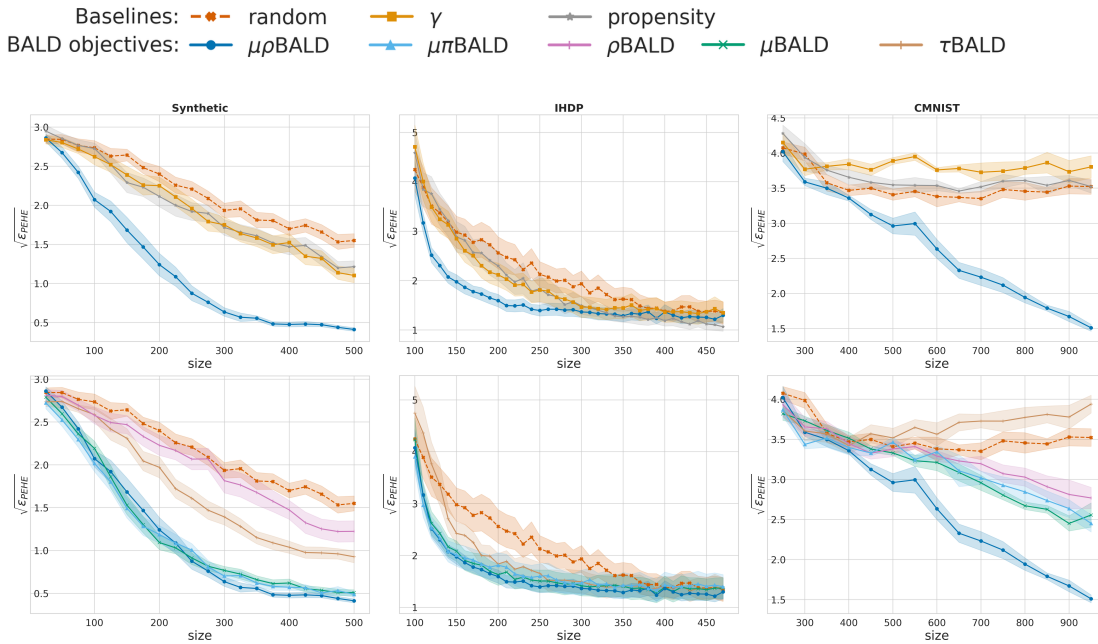 Baselines: random γ propensity
BALD objectives: μρBALD μπBALD ρBALD μBALD τBALD
Synthetic IHDP CMNIST
3.0 2.5 2.0 1.5 1.0 0.5
√ε_PEHE
100 200 300 400 500
size
5 4 3 2 1
√ε_PEHE
100 150 200 250 300 350 400 450
size
4.5 4.0 3.5 3.0 2.5 2.0 1.5
√ε_PEHE
300 400 500 600 700 800 900
size
3.0 2.5 2.0 1.5 1.0 0.5
√ε_PEHE
100 200 300 400 500
size
5 4 3 2 1
√ε_PEHE
100 150 200 250 300 350 400 450
size
4.0 3.5 3.0 2.5 2.0 1.5
√ε_PEHE
300 400 500 600 700 800 900
size